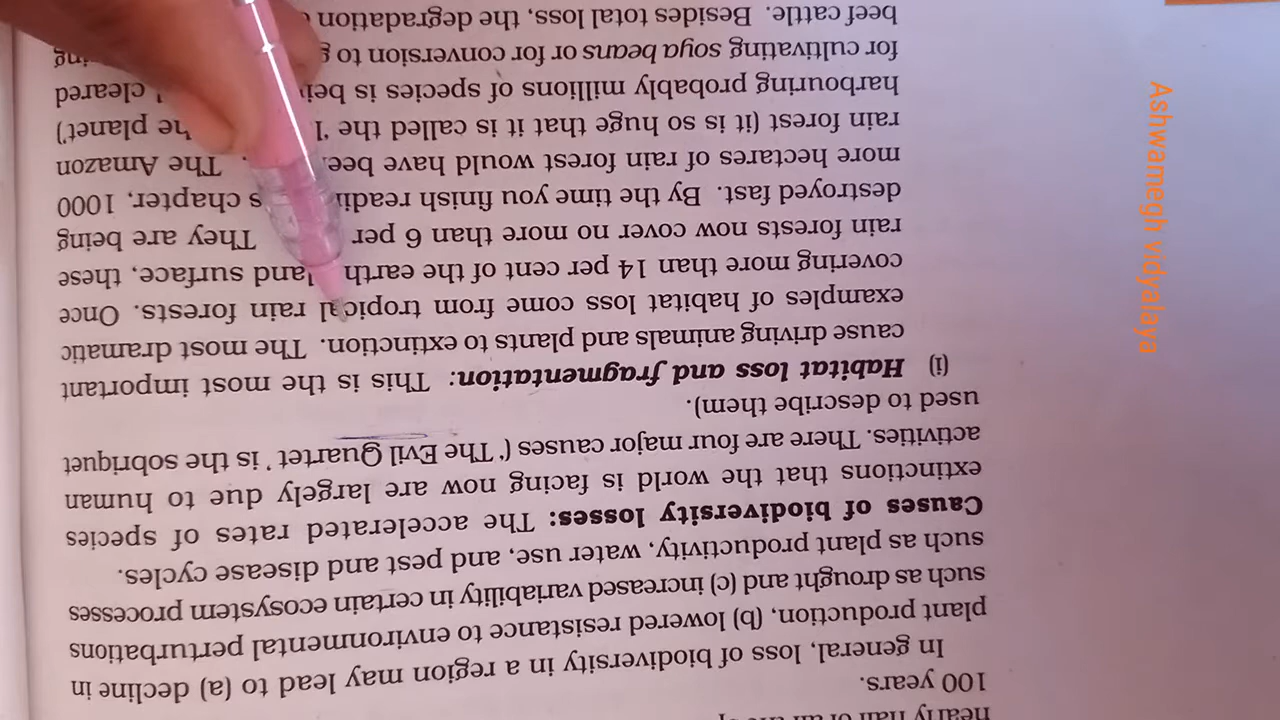 nearly half of all the
100 years.
In general, loss of biodiversity in a region may lead to (a) decline in
plant production, (b) lowered resistance to environmental perturbations
such as drought and (c) increased variability in certain ecosystem processes
such as plant productivity, water use, and pest and disease cycles.
Causes of biodiversity losses: The accelerated rates of species
extinctions that the world is facing now are largely due to human
activities. There are four major causes (' The Evil Quartet ' is the sobriquet
used to describe them).
(i) Habitat loss and fragmentation: This is the most important
cause driving animals and plants to extinction. The most dramatic
examples of habitat loss come from tropical rain forests. Once
covering more than 14 per cent of the earth land surface, these
rain forests now cover no more than 6 per They are being
destroyed fast. By the time you finish chapter, 1000
more hectares of rain forest would have The Amazon
rain forest (it is so huge that it is called the planet')
harbouring probably millions of species is cleared
for cultivating soya beans or for conversion to
beef cattle. Besides total loss, the degradation
Ashwamegh vidyalaya